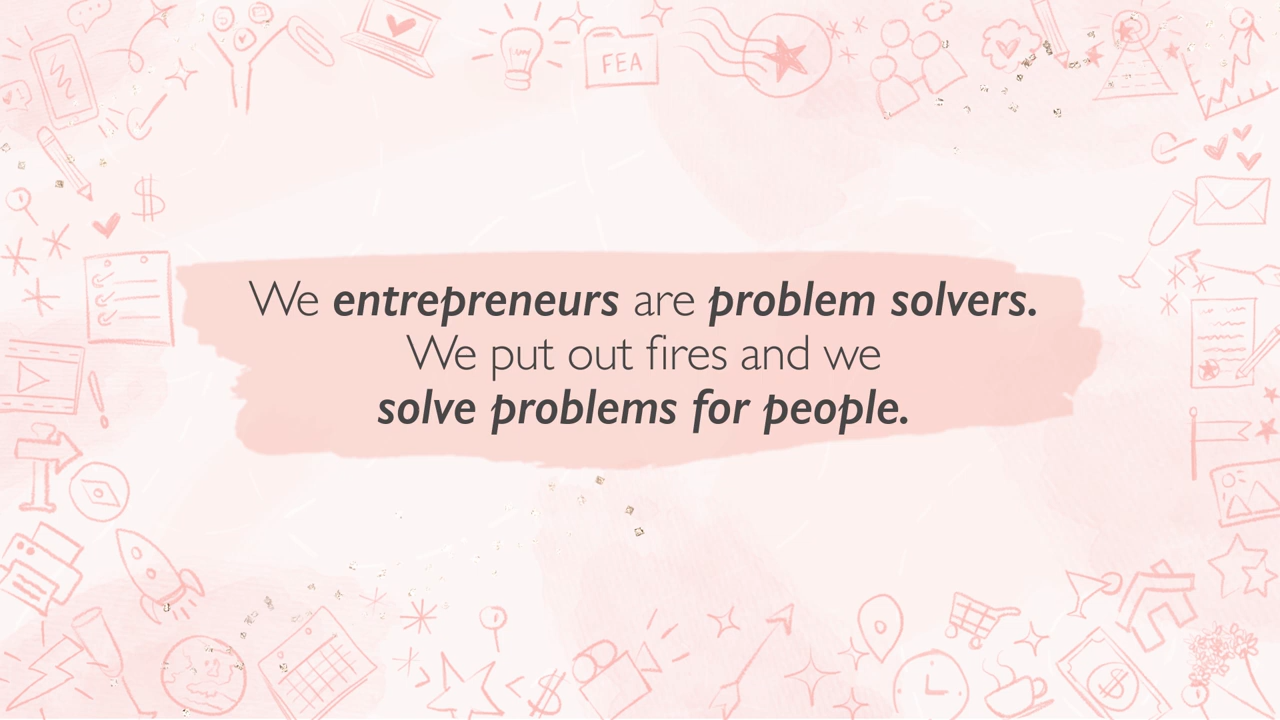 FEA
We entrepreneurs are problem solvers.
We put out fires and we
solve problems for people.